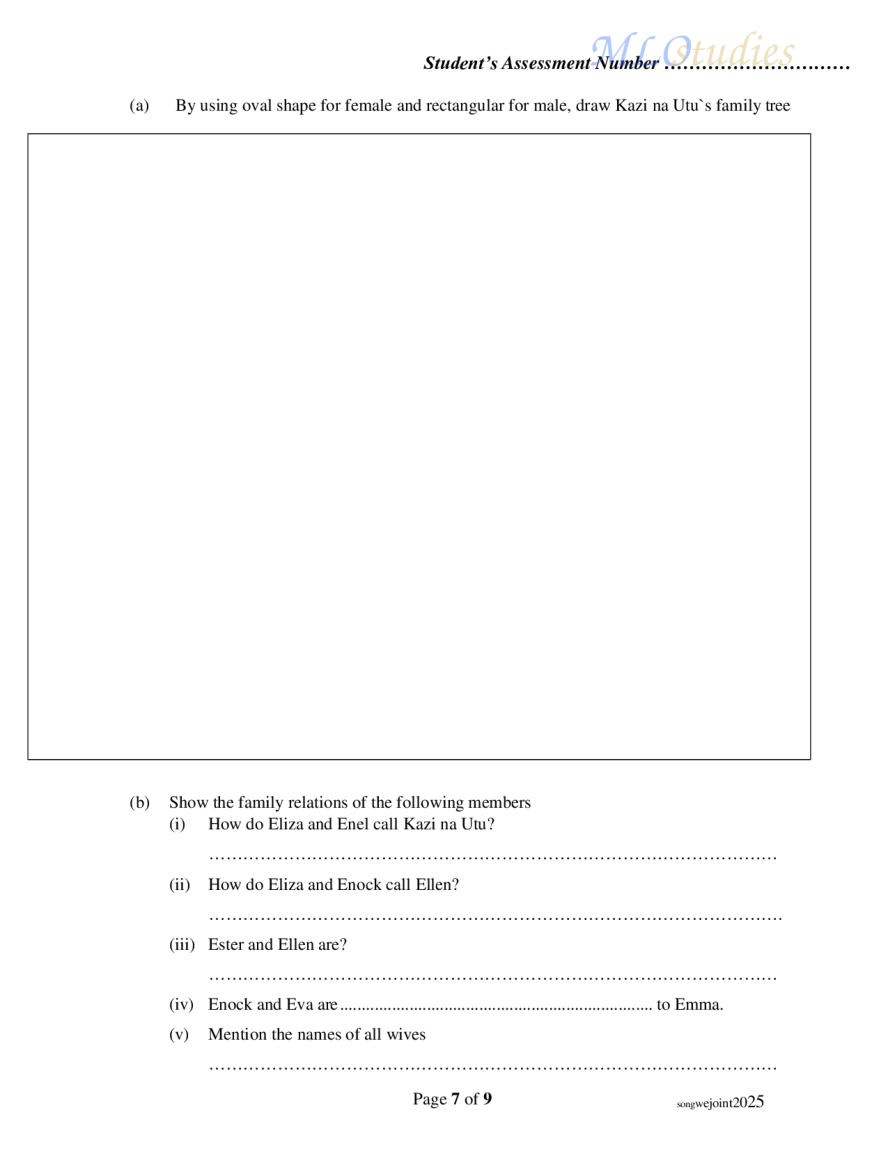 ML Studies
Student's Assessment Number ..............................
(a) By using oval shape for female and rectangular for male, draw Kazi na Utu`s family tree
(b) Show the family relations of the following members
(i) How do Eliza and Enel call Kazi na Utu?
………………………………………………………………………………………
(ii) How do Eliza and Enock call Ellen?
……………………………………………………………………………………….
(iii) Ester and Ellen are?
………………………………………………………………………………………
(iv) Enock and Eva are........................................................................ to Emma.
(v) Mention the names of all wives
………………………………………………………………………………………
Page 7 of 9
songwejoint2025